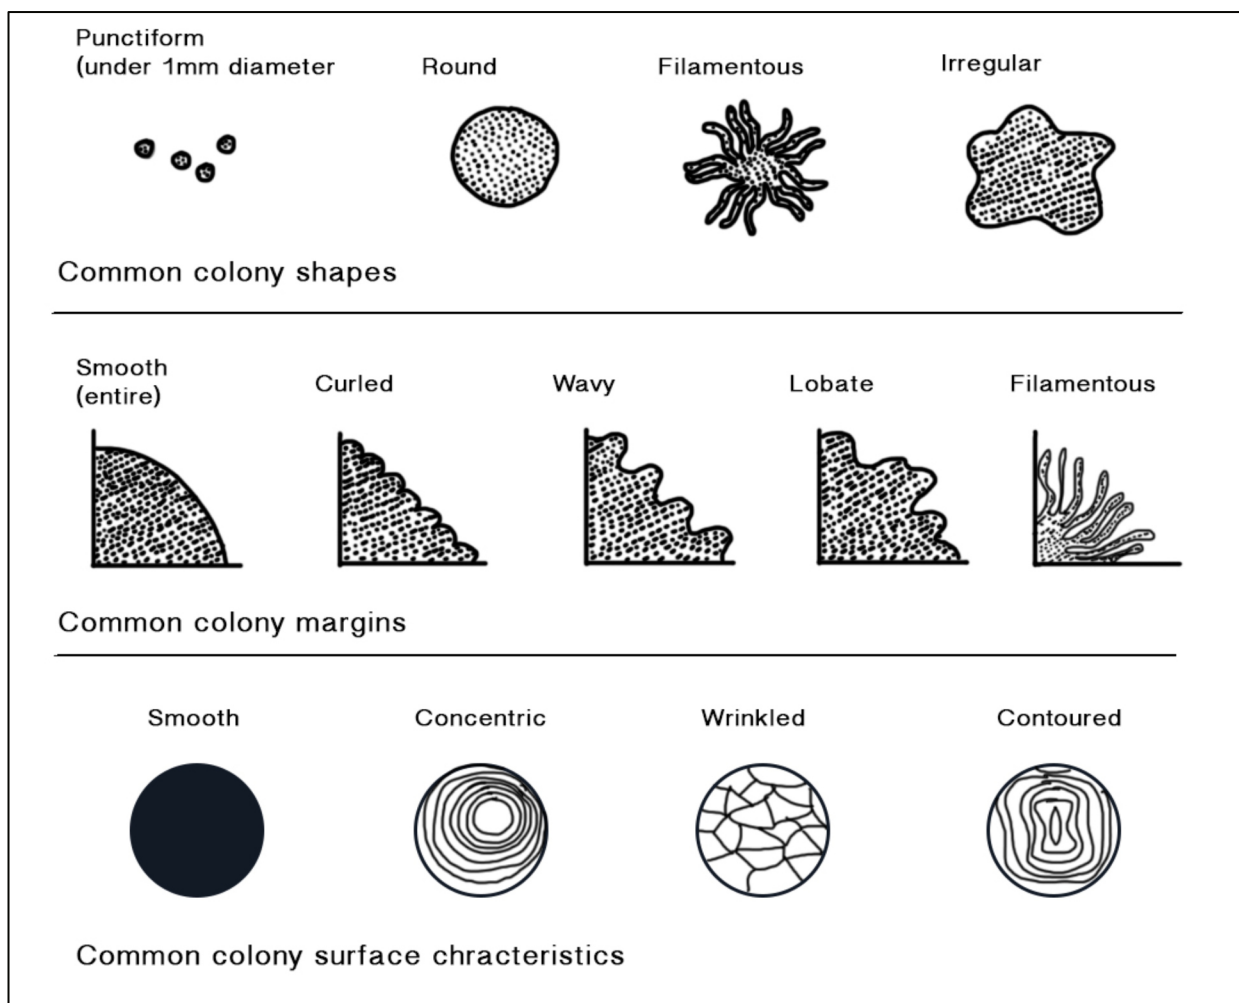 Punctiform
(under 1mm diameter
Round
Filamentous
Irregular
Common colony shapes
Smooth
(entire)
Curled
Wavy
Lobate
Filamentous
Common colony margins
Smooth
Concentric
Wrinkled
Contoured
Common colony surface chracteristics